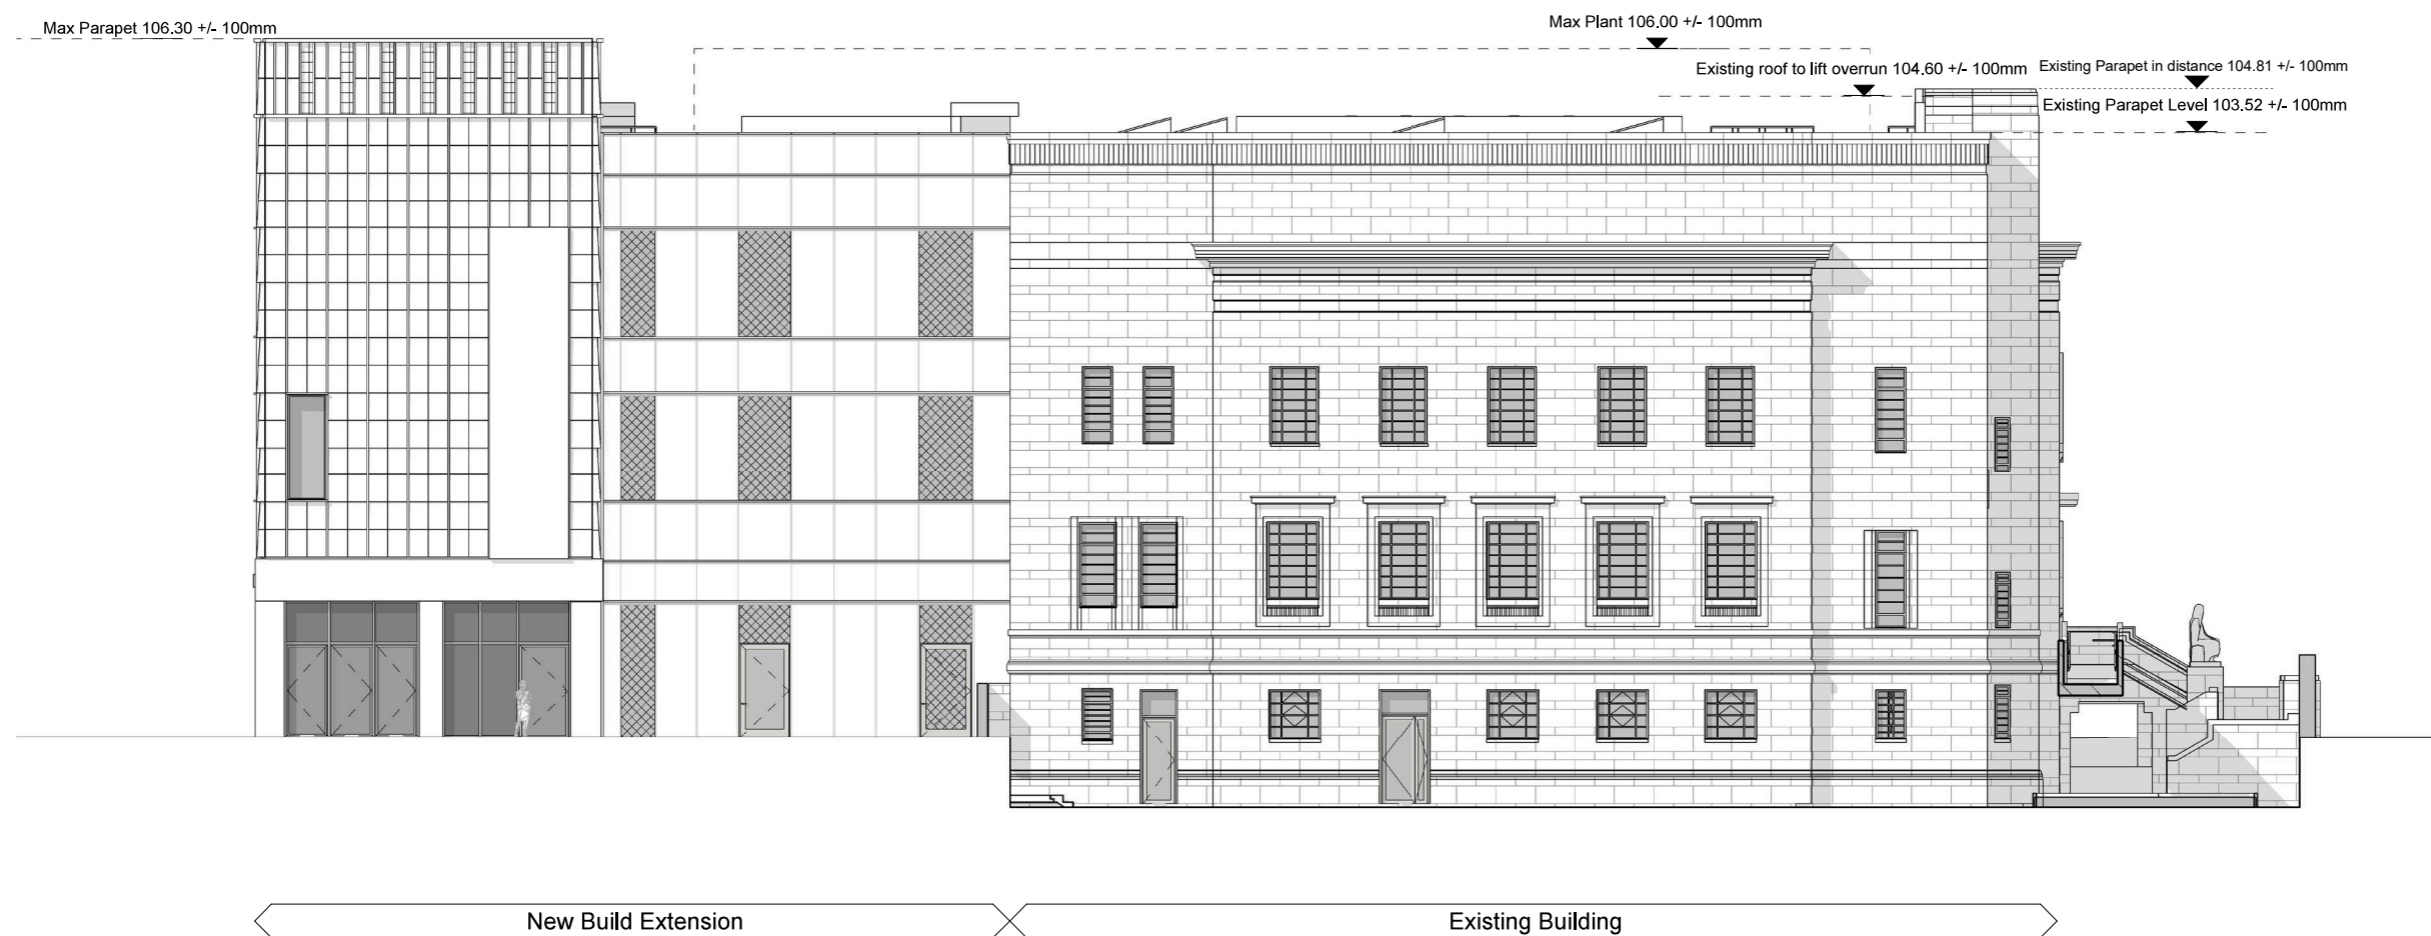 Max Parapet 106.30 +/- 100mm
Max Plant 106.00 +/- 100mm
Existing roof to lift overrun 104.60 +/- 100mm
Existing Parapet in distance 104.81 +/- 100mm
Existing Parapet Level 103.52 +/- 100mm
New Build Extension
Existing Building